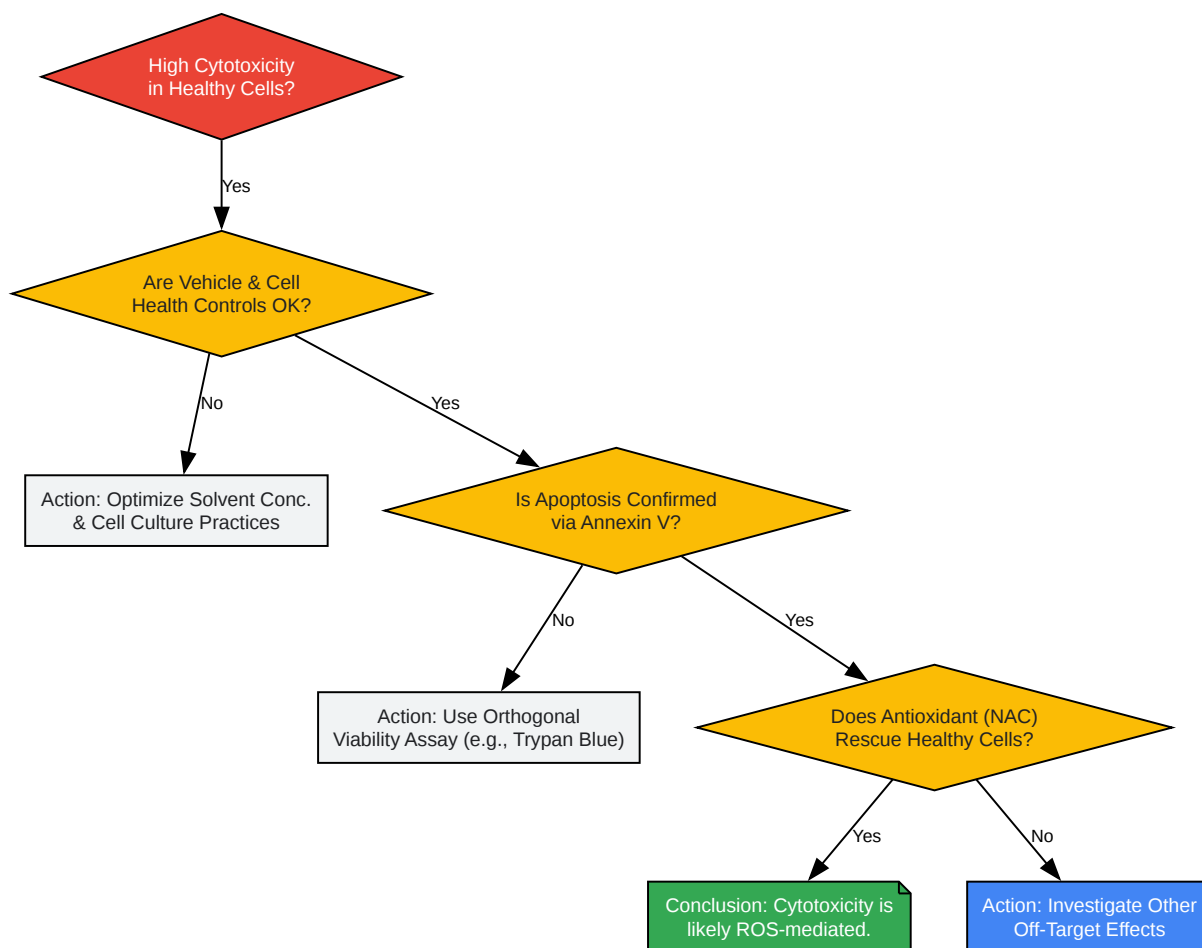 High Cytotoxicity
in Healthy Cells?
Yes
Are Vehicle & Cell
Health Controls OK?
No
Yes
Action: Optimize Solvent Conc.
& Cell Culture Practices
Is Apoptosis Confirmed
via Annexin V?
No
Yes
Action: Use Orthogonal
Viability Assay (e.g., Trypan Blue)
Does Antioxidant (NAC)
Rescue Healthy Cells?
Yes
No
Conclusion: Cytotoxicity is
likely ROS-mediated.
Action: Investigate Other
Off-Target Effects